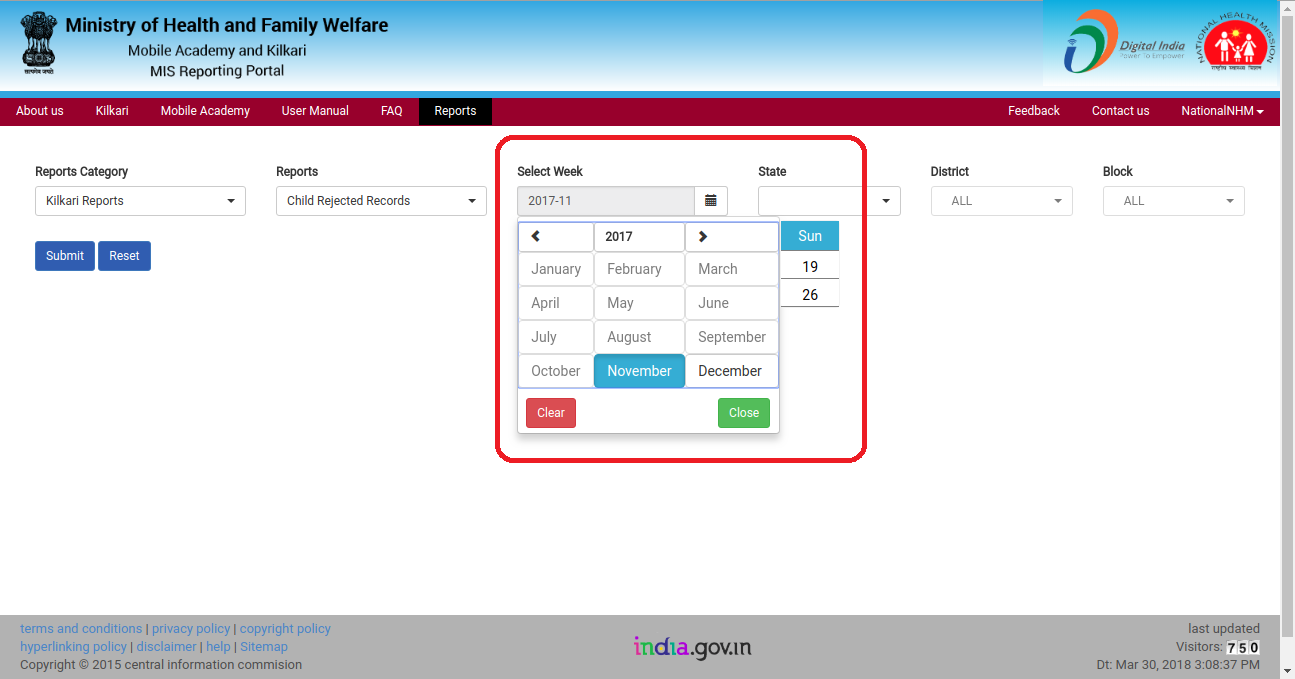 Ministry of Health and Family Welfare
Mobile Academy and Kilkari
MIS Reporting Portal
सत्यमेव जयते
Digital India
Power To Empower
NATIONAL HEALTH MISSION
राष्ट्रीय स्वास्थ्य मिशन
About us Kilkari Mobile Academy User Manual FAQ Reports Feedback Contact us NationalNHM
Reports Category Reports Select Week State District Block
Kilkari Reports Child Rejected Records 2017-11 ALL ALL
Submit Reset
2017 Sun
January February March 19
April May June 26
July August September
October November December
Clear Close
terms and conditions | privacy policy | copyright policy
hyperlinking policy | disclaimer | help | Sitemap
Copyright © 2015 central information commision
india.gov.in
last updated
Visitors: 750
Dt: Mar 30, 2018 3:08:37 PM